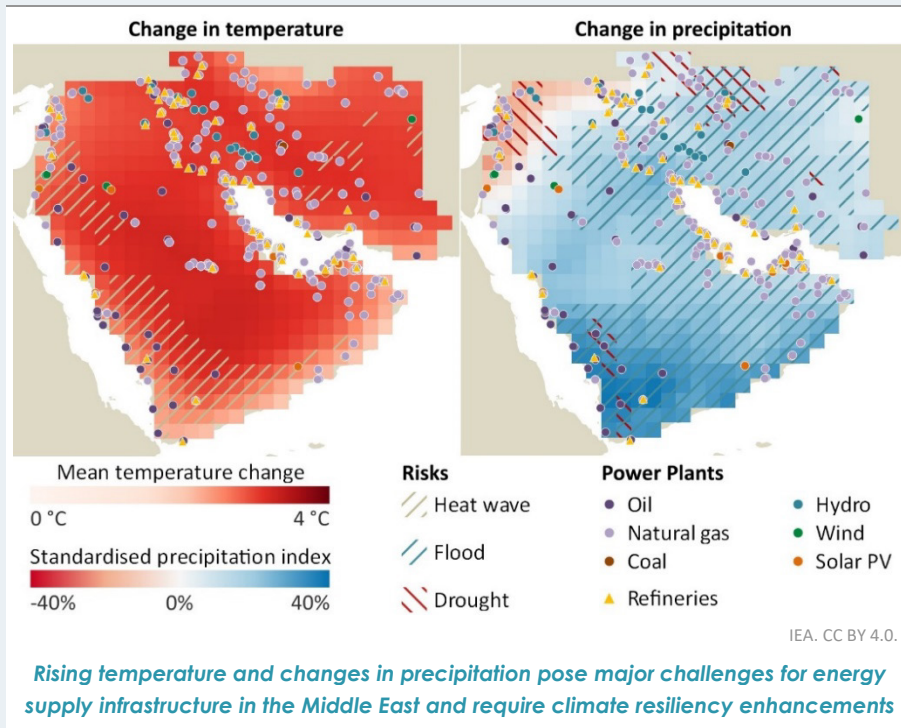 Change in temperature
Change in precipitation
Mean temperature change
0 °C
4 °C
Standardised precipitation index
-40%
0%
40%
Risks
Heat wave
Flood
Drought
Power Plants
Oil
Natural gas
Coal
Refineries
Hydro
Wind
Solar PV
IEA. CC BY 4.0.
Rising temperature and changes in precipitation pose major challenges for energy
supply infrastructure in the Middle East and require climate resiliency enhancements